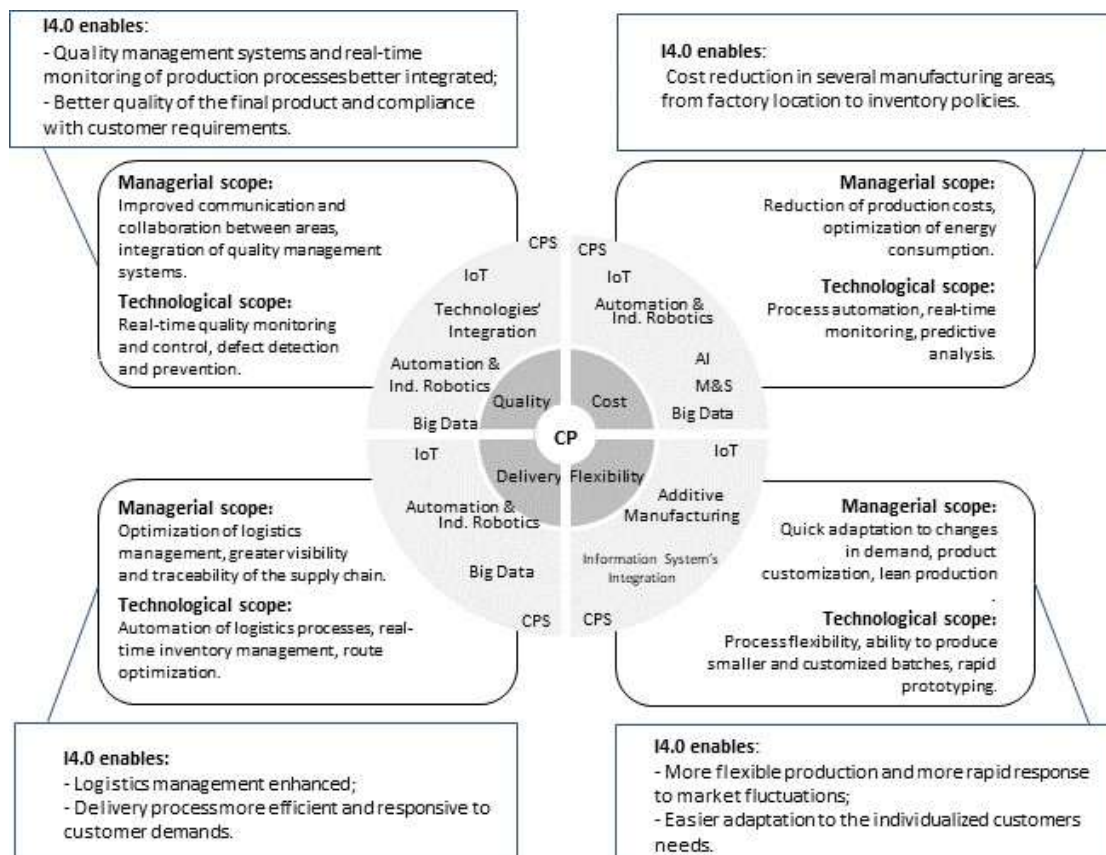 I4.0 enables:
- Quality management systems and real-time
monitoring of production processes better integrated;
- Better quality of the final product and compliance
with customer requirements.
I4.0 enables:
Cost reduction in several manufacturing areas,
from factory location to inventory policies.
Managerial scope:
Improved communication and
collaboration between areas,
integration of quality management
systems.
Technological scope:
Real-time quality monitoring
and control, defect detection
and prevention.
Managerial scope:
Reduction of production costs,
optimization of energy
consumption.
Technological scope:
Process automation, real-time
monitoring, predictive
analysis.
CPS
IoT
Technologies'
Integration
Automation &
Ind. Robotics
Big Data
Quality
CPS
IoT
Automation &
Ind. Robotics
AI
M&S
Big Data
Cost
CP
IoT
Delivery
Automation &
Ind. Robotics
Big Data
CPS
IoT
Flexibility
Additive
Manufacturing
Information System's
Integration
CPS
Managerial scope:
Optimization of logistics
management, greater visibility
and traceability of the supply chain.
Technological scope:
Automation of logistics processes, real-
time inventory management, route
optimization.
Managerial scope:
Quick adaptation to changes
in demand, product
customization, lean production
.
Technological scope:
Process flexibility, ability to produce
smaller and customized batches, rapid
prototyping.
I4.0 enables:
- Logistics management enhanced;
- Delivery process more efficient and responsive to
customer demands.
I4.0 enables:
- More flexible production and more rapid response
to market fluctuations;
- Easier adaptation to the individualized customers
needs.